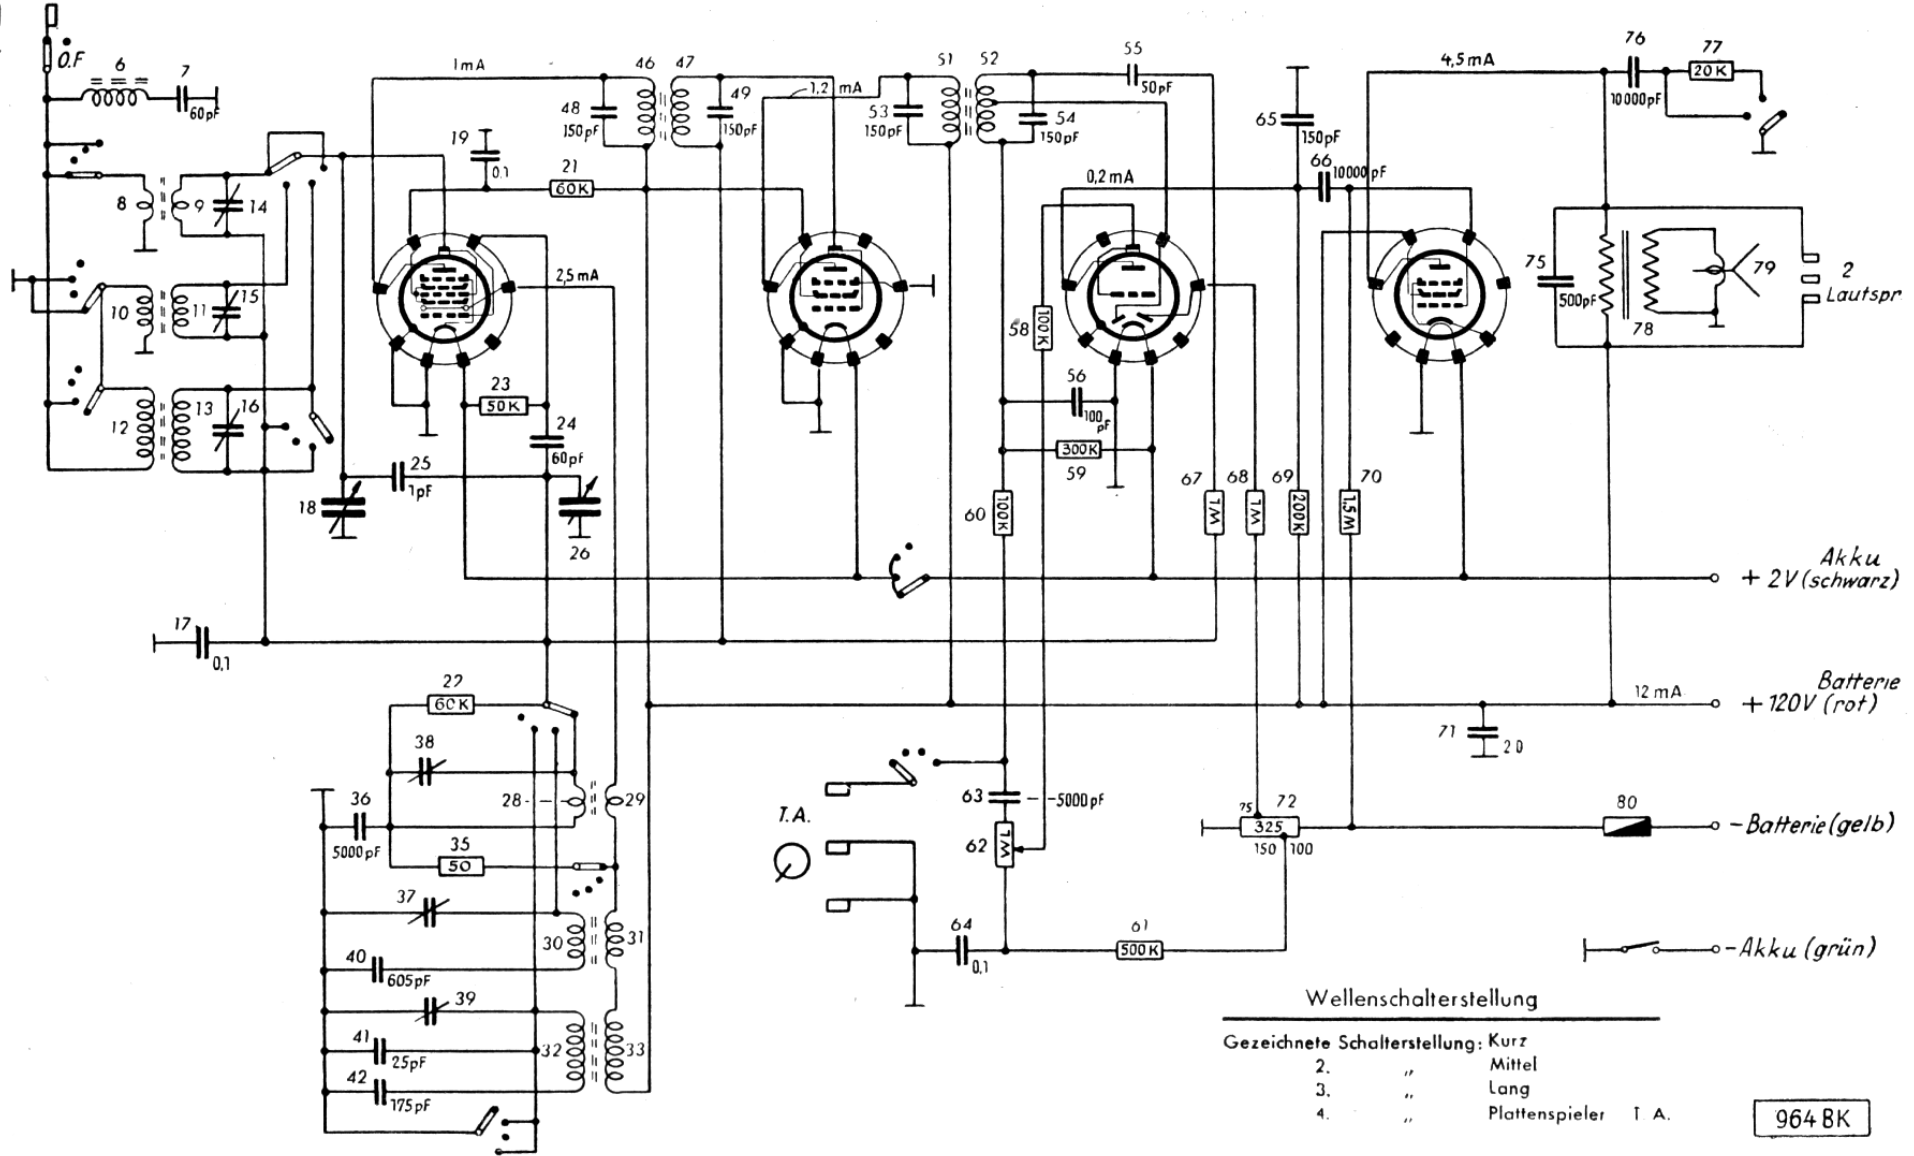 O.F
6
7
60pF
8
9
14
10
11
15
12
13
16
17
0,1
18
1mA
19
0.1
21
60K
2,5 mA
23
50K
24
60pF
25
1pF
26
46
47
48
150pF
49
150pF
1,2 mA
51
52
53
150pF
54
150pF
55
50pF
0,2 mA
58
100K
56
100pF
300K
59
60
100K
65
150pF
66
10000pF
67
1M
68
1M
69
200K
70
1,5M
4,5 mA
76
10000pF
77
20K
75
500pF
78
79
2
Lautspr.
Akku
+ 2V (schwarz)
Batterie
12 mA
+ 120V (rot)
71
20
22
60K
38
28
29
36
5000pF
35
50
37
30
31
40
605pF
39
41
25pF
32
33
42
175pF
T.A.
63
5000pF
62
1M
64
0,1
61
500K
75
72
325
150
100
80
-Batterie (gelb)
-Akku (grün)
Wellenschalterstellung
Gezeichnete Schalterstellung: Kurz
2. " Mittel
3. " Lang
4. " Plattenspieler T. A.
964 BK